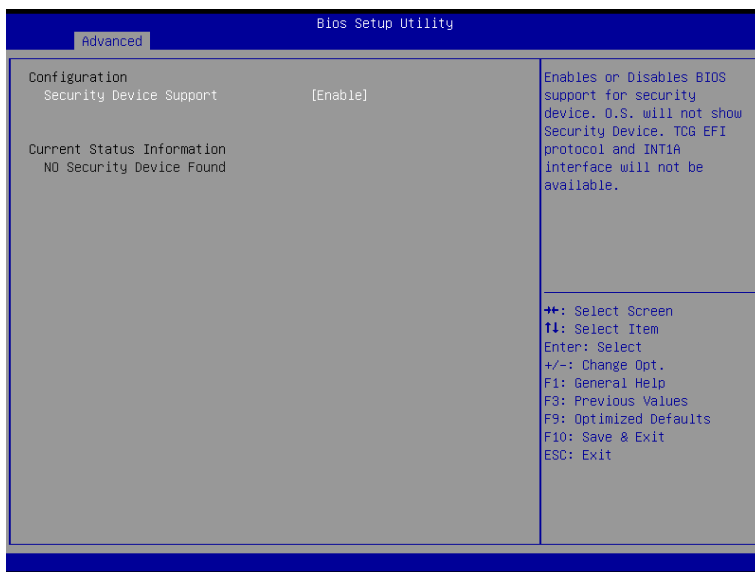 Bios Setup Utility
Advanced
Configuration
Security Device Support [Enable]
Current Status Information
NO Security Device Found
Enables or Disables BIOS
support for security
device. O.S. will not show
Security Device. TCG EFI
protocol and INT1A
interface will not be
available.
→←: Select Screen
↑↓: Select Item
Enter: Select
+/-: Change Opt.
F1: General Help
F3: Previous Values
F9: Optimized Defaults
F10: Save & Exit
ESC: Exit